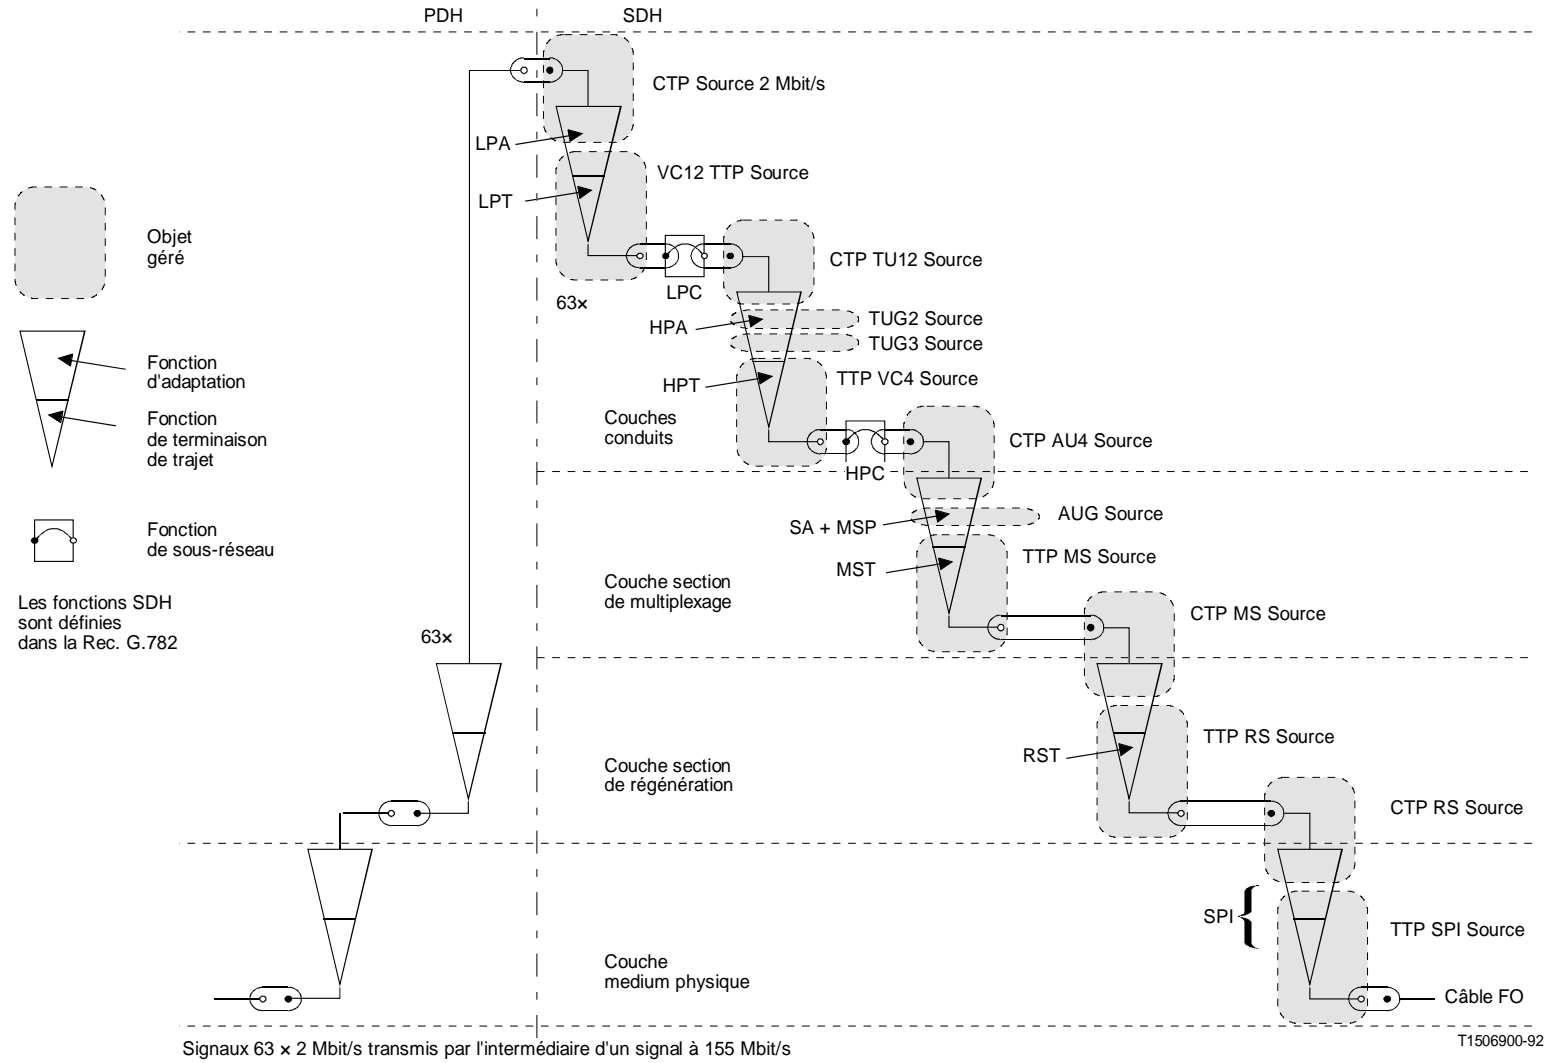 PDH
SDH
CTP Source 2 Mbit/s
LPA
VC12 TTP Source
LPT
Objet
géré
CTP TU12 Source
LPC
63×
HPA
TUG2 Source
TUG3 Source
Fonction
d'adaptation
HPT
TTP VC4 Source
Fonction
de terminaison
de trajet
Couches
conduits
CTP AU4 Source
HPC
SA + MSP
AUG Source
Fonction
de sous-réseau
MST
TTP MS Source
Couche section
de multiplexage
Les fonctions SDH
sont définies
dans la Rec. G.782
CTP MS Source
63×
TTP RS Source
RST
Couche section
de régénération
CTP RS Source
SPI
TTP SPI Source
Couche
medium physique
Câble FO
Signaux 63 × 2 Mbit/s transmis par l'intermédiaire d'un signal à 155 Mbit/s
T1506900-92